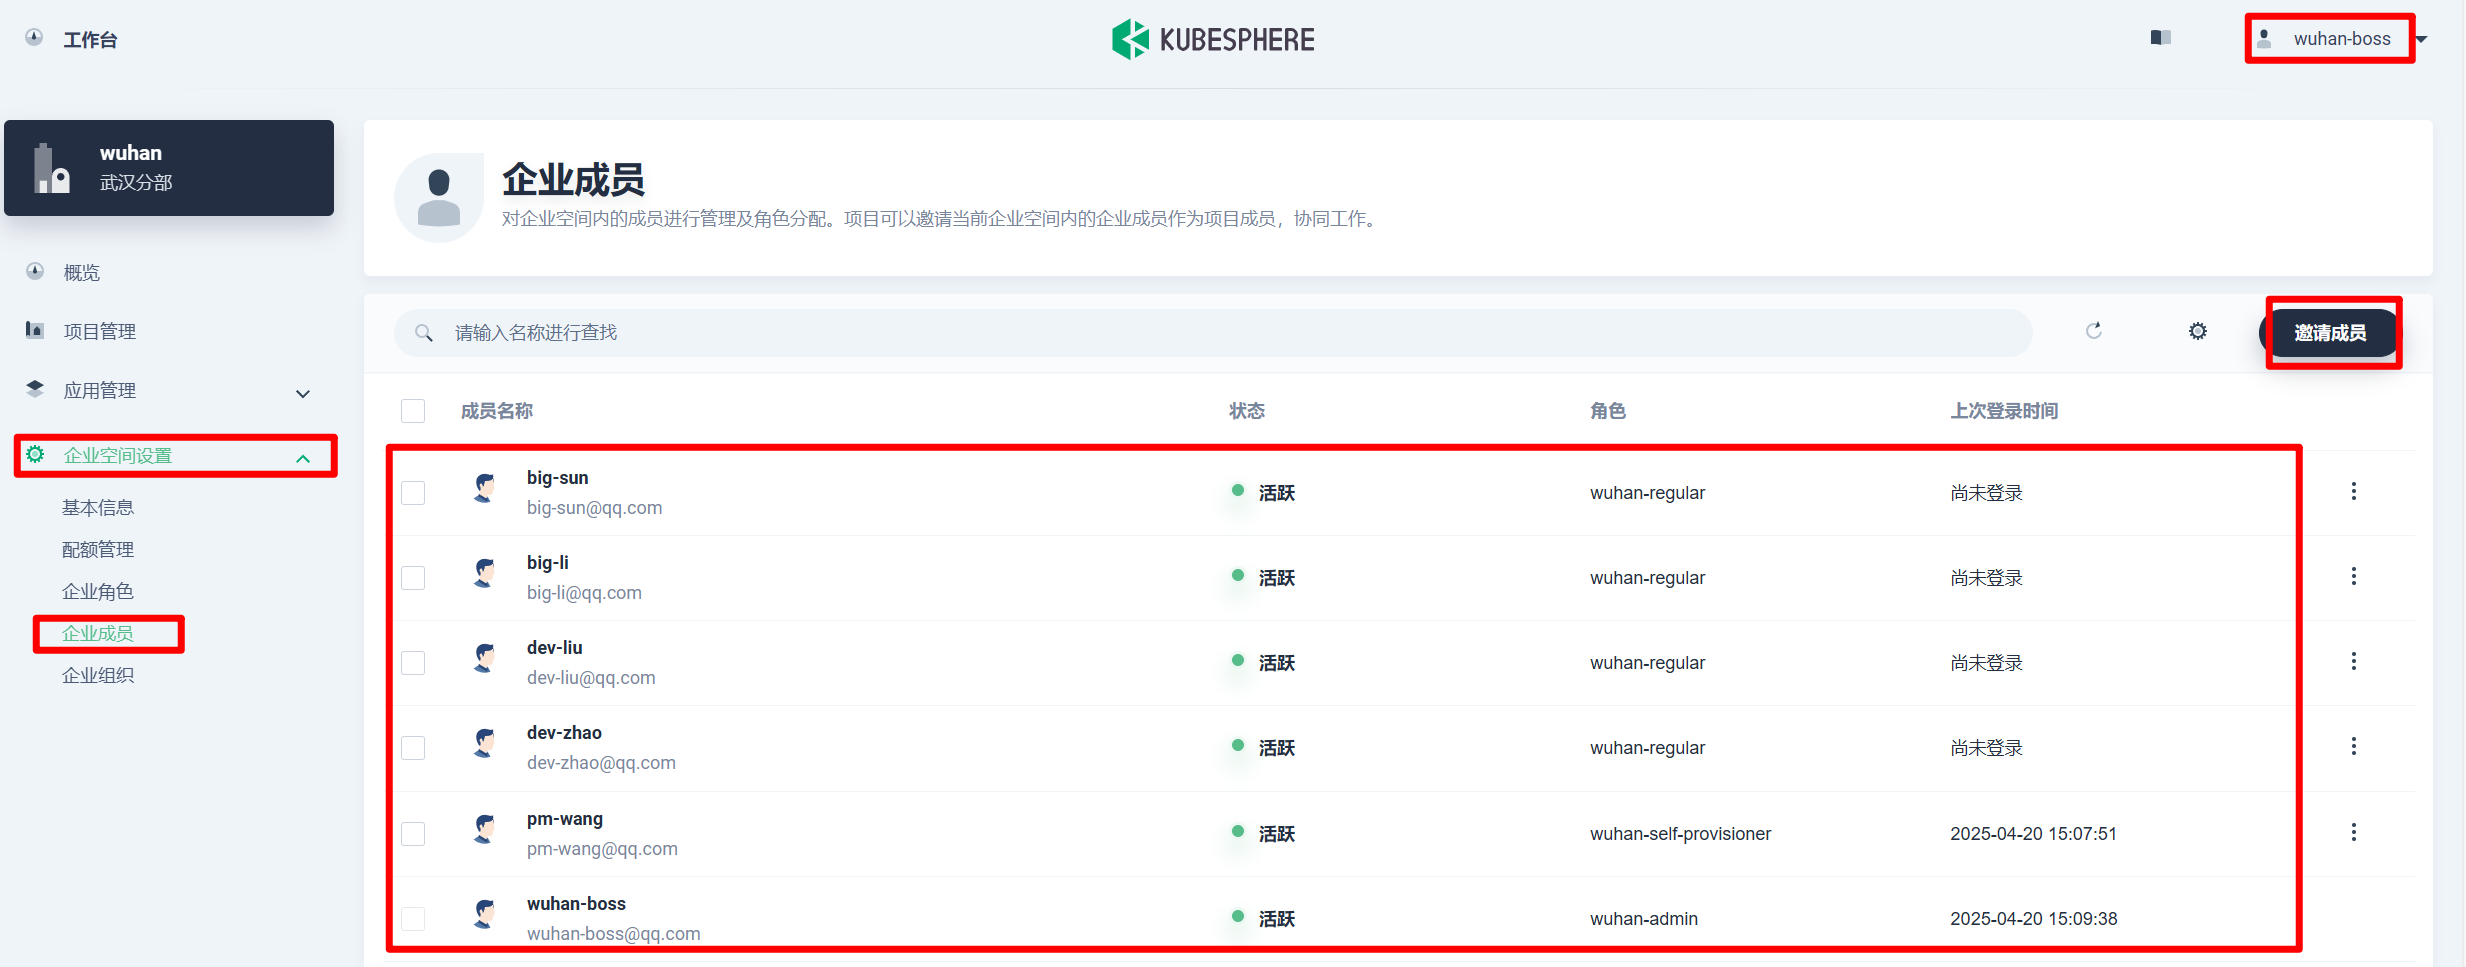 工作台
KUBESPHERE
wuhan-boss
wuhan
武汉分部
概览
项目管理
应用管理
企业空间设置
基本信息
配额管理
企业角色
企业成员
企业组织
企业成员
对企业空间内的成员进行管理及角色分配。项目可以邀请当前企业空间内的企业成员作为项目成员，协同工作。
请输入名称进行查找
邀请成员
成员名称 状态 角色 上次登录时间
big-sun
big-sun@qq.com
活跃 wuhan-regular 尚未登录
big-li
big-li@qq.com
活跃 wuhan-regular 尚未登录
dev-liu
dev-liu@qq.com
活跃 wuhan-regular 尚未登录
dev-zhao
dev-zhao@qq.com
活跃 wuhan-regular 尚未登录
pm-wang
pm-wang@qq.com
活跃 wuhan-self-provisioner 2025-04-20 15:07:51
wuhan-boss
wuhan-boss@qq.com
活跃 wuhan-admin 2025-04-20 15:09:38